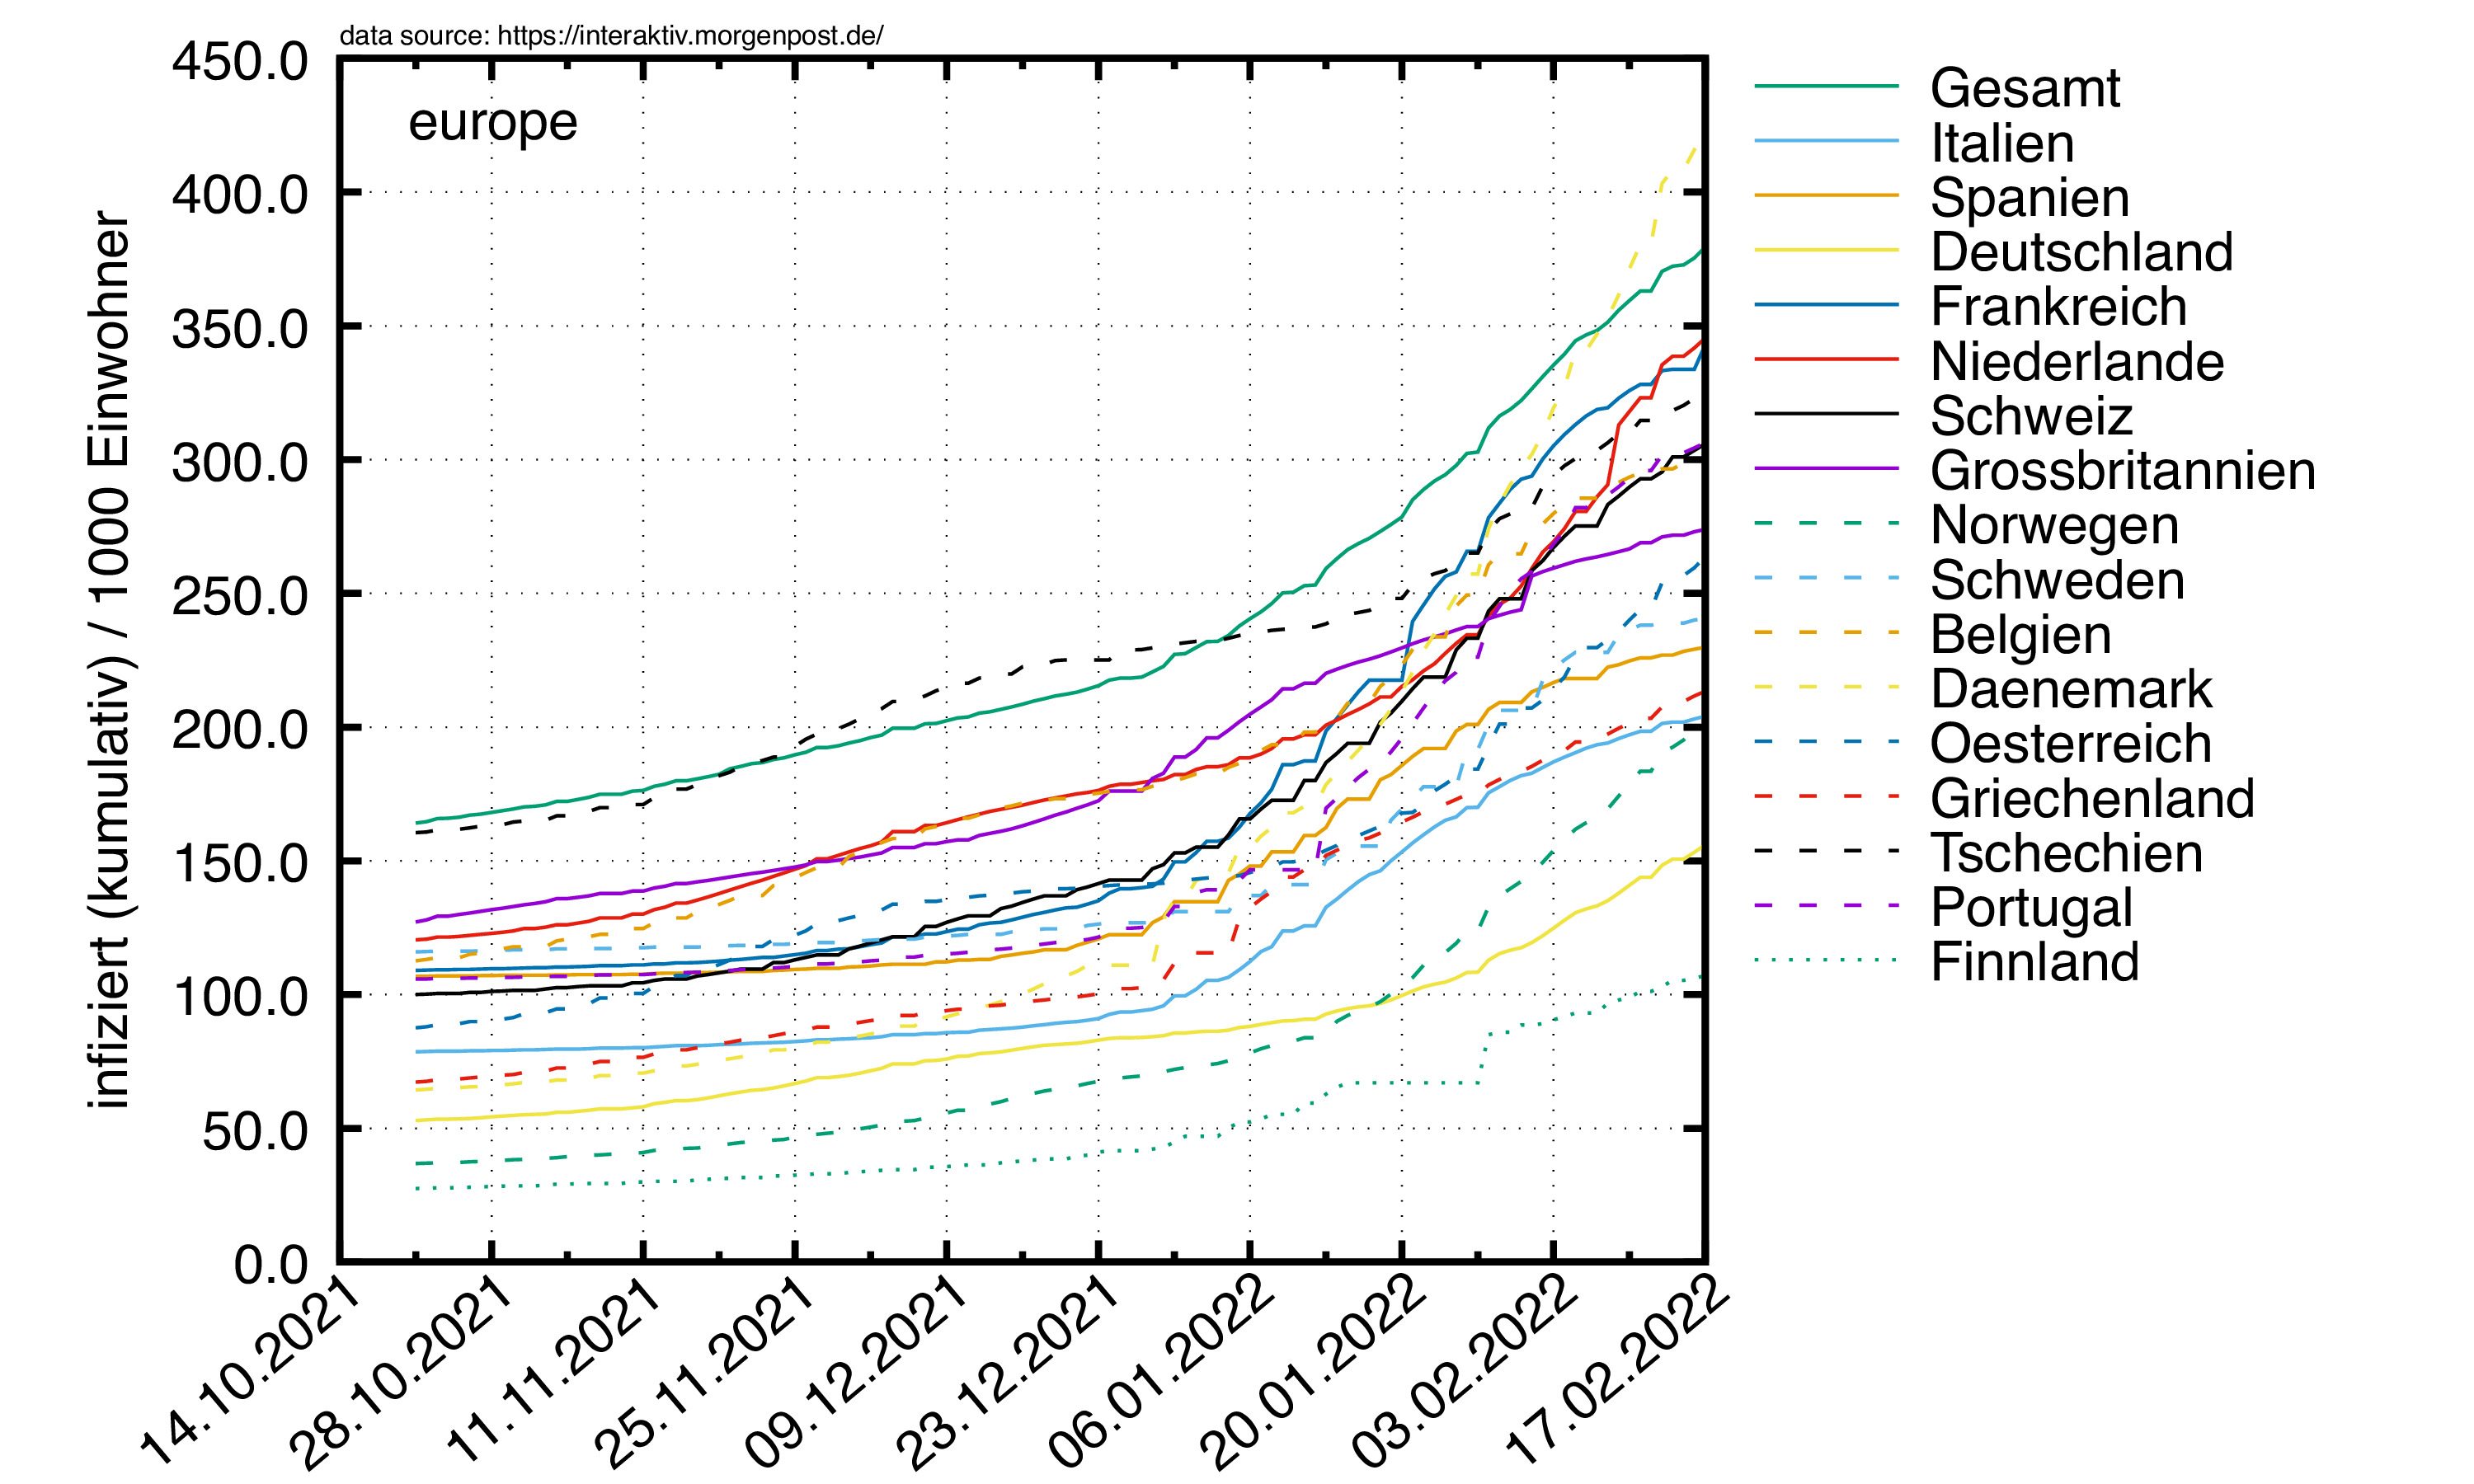 data source: https://interaktiv.morgenpost.de/
europe
infiziert (kumulativ) / 1000 Einwohner
450.0
400.0
350.0
300.0
250.0
200.0
150.0
100.0
50.0
0.0
14.10.2021
28.10.2021
11.11.2021
25.11.2021
09.12.2021
23.12.2021
06.01.2022
20.01.2022
03.02.2022
17.02.2022
Gesamt
Italien
Spanien
Deutschland
Frankreich
Niederlande
Schweiz
Grossbritannien
Norwegen
Schweden
Belgien
Daenemark
Oesterreich
Griechenland
Tschechien
Portugal
Finnland